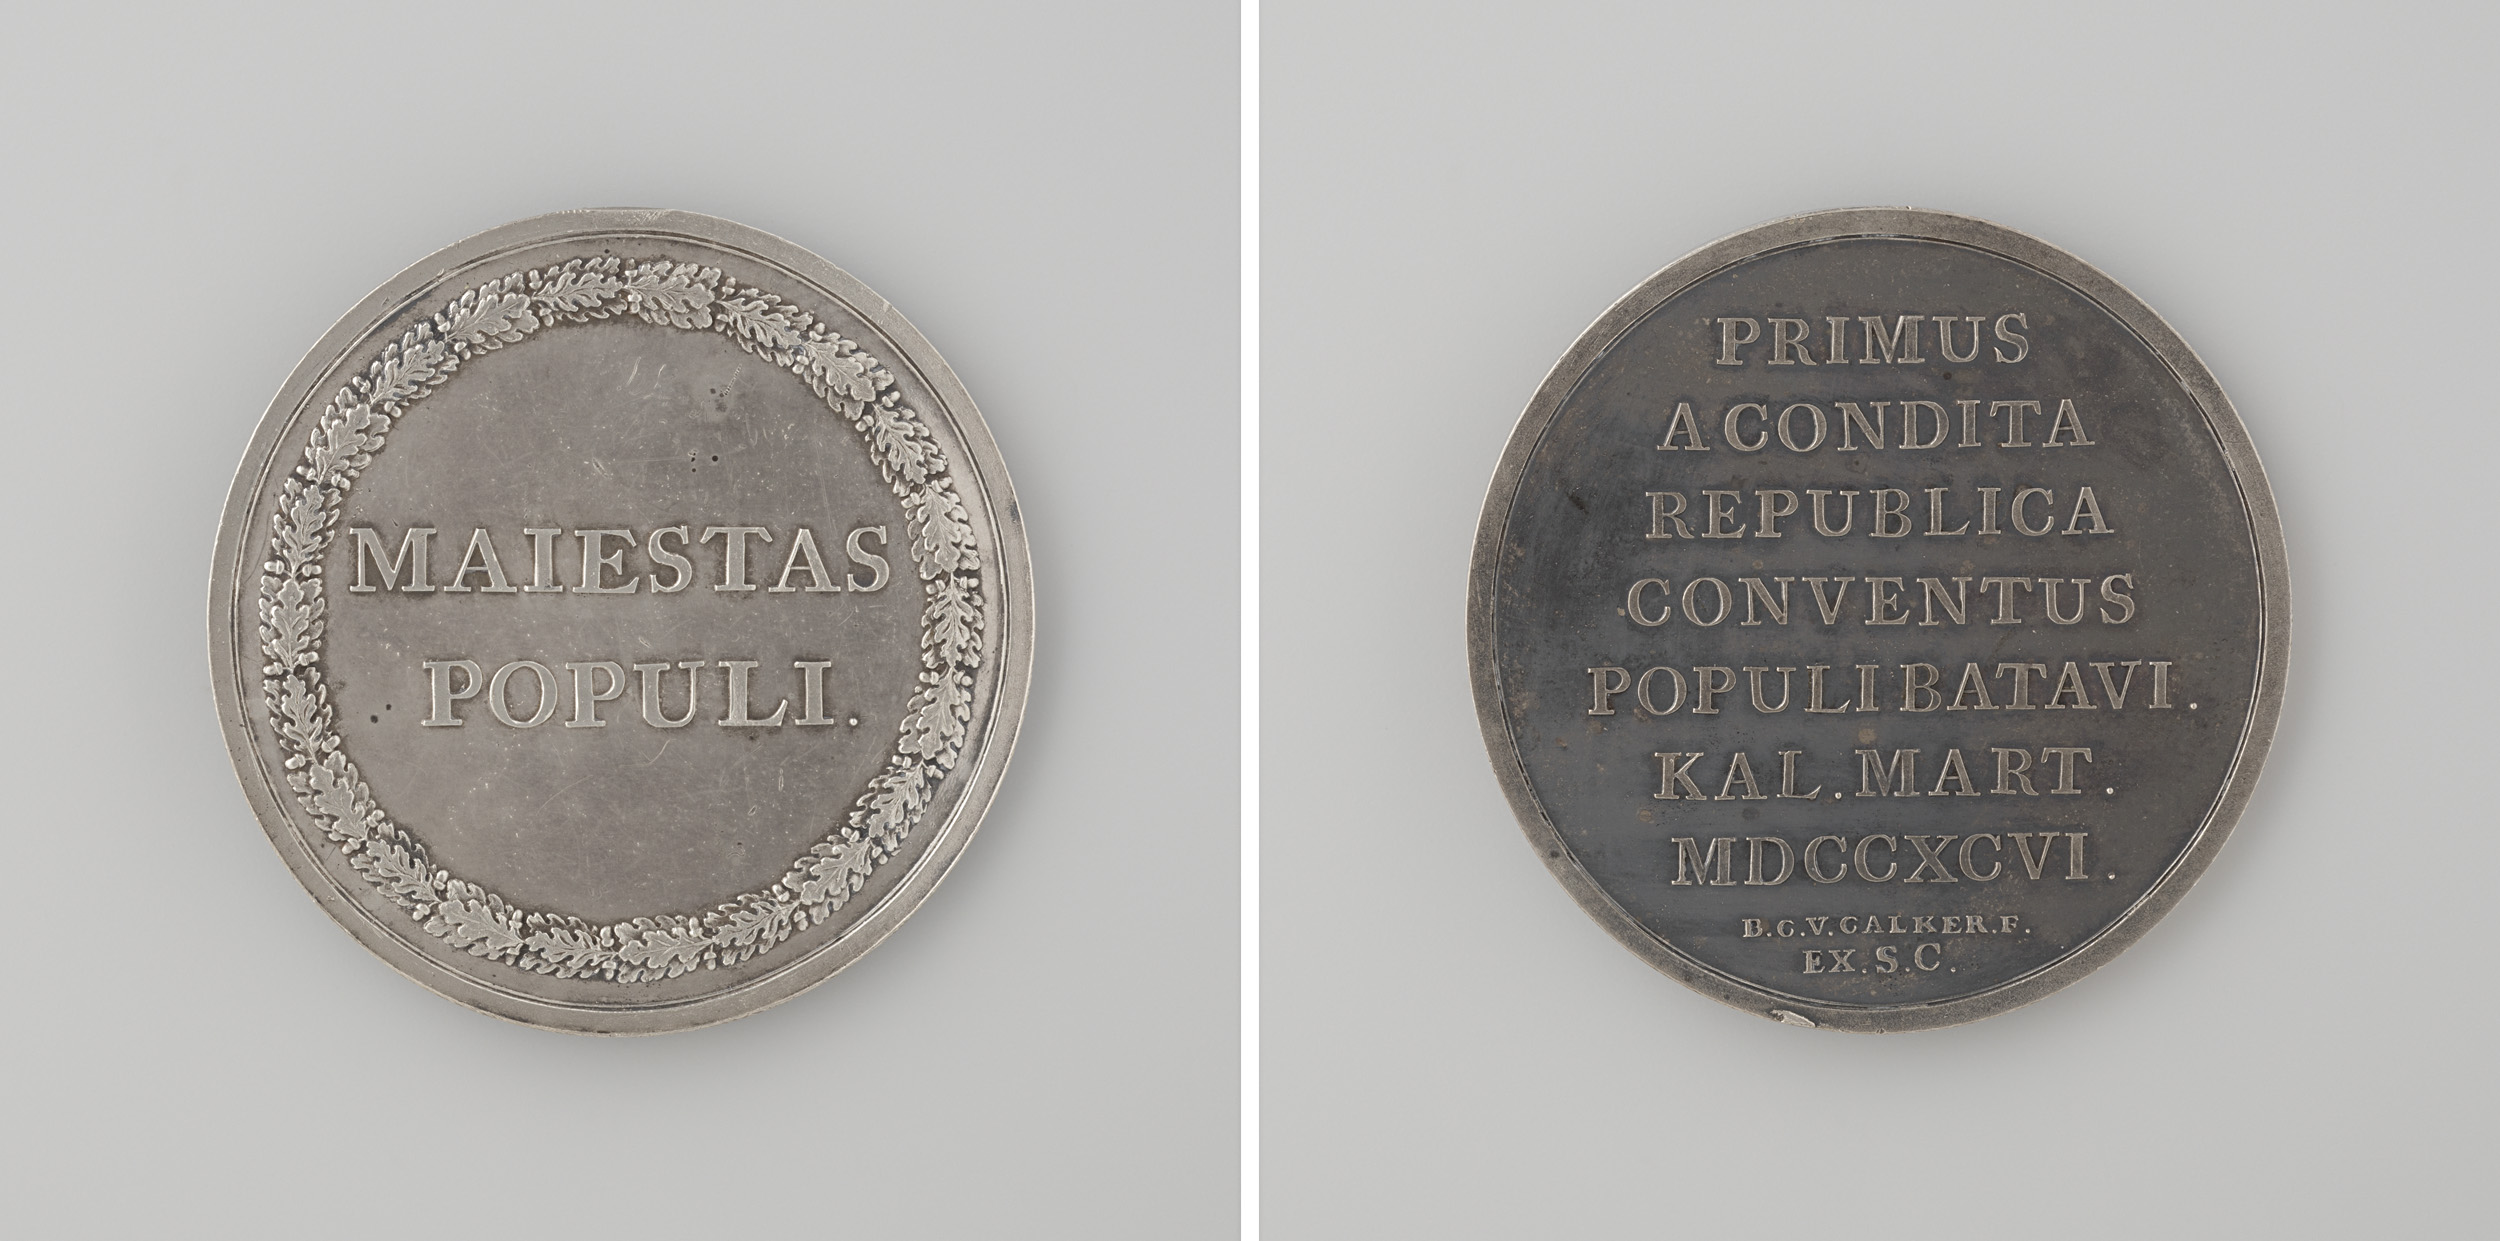 MAIESTAS
POPULI.
PRIMUS
A CONDITA
REPUBLICA
CONVENTUS
POPULI BATAVI.
KAL. MART.
MDCCXCVI.
B.C.V.CALKER.F.
EX.S.C.